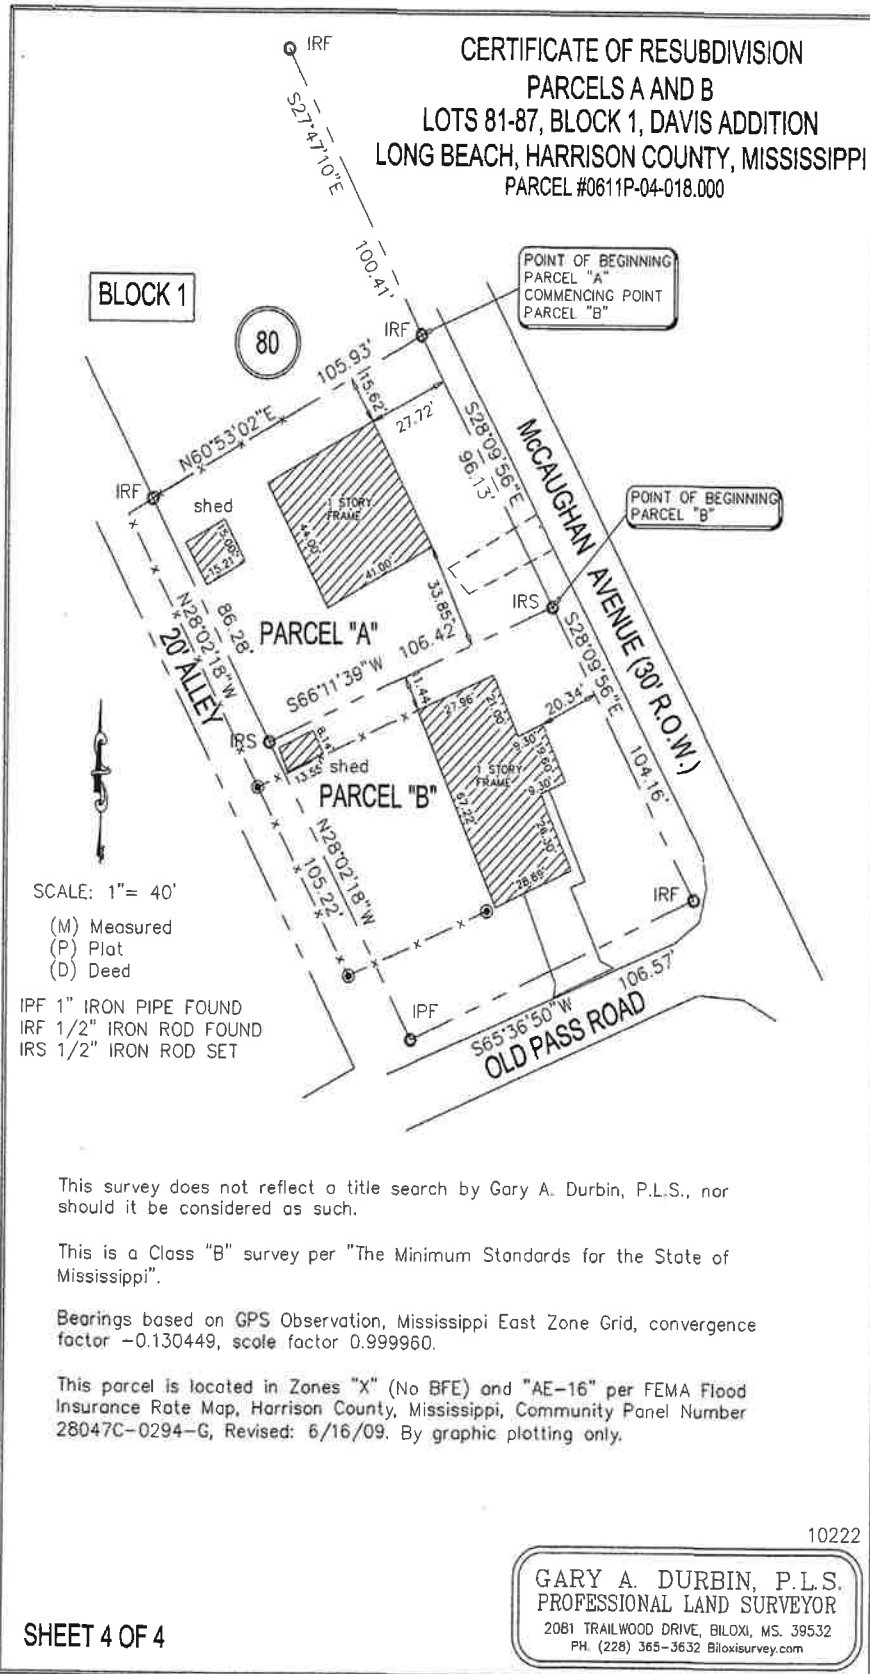 CERTIFICATE OF RESUBDIVISION
PARCELS A AND B
LOTS 81-87, BLOCK 1, DAVIS ADDITION
LONG BEACH, HARRISON COUNTY, MISSISSIPPI
PARCEL #0611P-04-018.000
IRF
S27°47'10"E
100.41'
POINT OF BEGINNING
PARCEL "A"
COMMENCING POINT
PARCEL "B"
BLOCK 1
80
IRF
105.93'
N60°53'02"E
15.62'
27.72'
S28°09'56"E
96.13'
McCAUGHAN AVENUE (30' R.O.W.)
POINT OF BEGINNING
PARCEL "B"
IRF
shed
15.00'
15.21'
1 STORY
FRAME
44.00'
41.00'
33.85'
IRS
N28°02'18"W
86.28'
20' ALLEY
PARCEL "A"
S66°11'39"W
106.42'
S28°09'56"E
104.16'
IRS
8.14'
13.55'
shed
PARCEL "B"
11.44'
27.96'
21.00'
20.34'
9.30'
9.60'
9.30'
1 STORY
FRAME
67.22'
26.30'
28.89'
N28°02'18"W
105.22'
IRF
IPF
S65°36'50"W
106.57'
OLD PASS ROAD
SCALE: 1"= 40'
(M) Measured
(P) Plat
(D) Deed
IPF 1" IRON PIPE FOUND
IRF 1/2" IRON ROD FOUND
IRS 1/2" IRON ROD SET
This survey does not reflect a title search by Gary A. Durbin, P.L.S., nor
should it be considered as such.
This is a Class "B" survey per "The Minimum Standards for the State of
Mississippi".
Bearings based on GPS Observation, Mississippi East Zone Grid, convergence
factor -0.130449, scale factor 0.999960.
This parcel is located in Zones "X" (No BFE) and "AE-16" per FEMA Flood
Insurance Rate Map, Harrison County, Mississippi, Community Panel Number
28047C-0294-G, Revised: 6/16/09. By graphic plotting only.
10222
GARY A. DURBIN, P.L.S.
PROFESSIONAL LAND SURVEYOR
2081 TRAILWOOD DRIVE, BILOXI, MS. 39532
PH. (228) 365-3632 Biloxisurvey.com
SHEET 4 OF 4